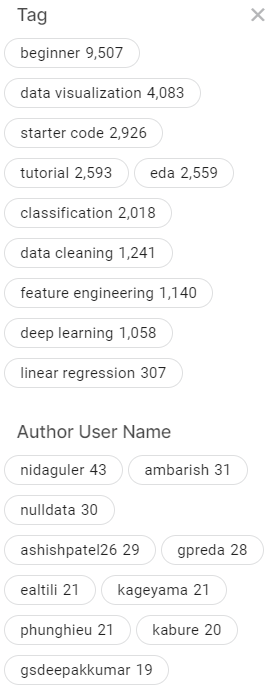 Tag
beginner 9,507
data visualization 4,083
starter code 2,926
tutorial 2,593 eda 2,559
classification 2,018
data cleaning 1,241
feature engineering 1,140
deep learning 1,058
linear regression 307
Author User Name
nidaguler 43 ambarish 31
nulldata 30
ashishpatel26 29 gpreda 28
ealtili 21 kageyama 21
phunghieu 21 kabure 20
gsdeepakkumar 19